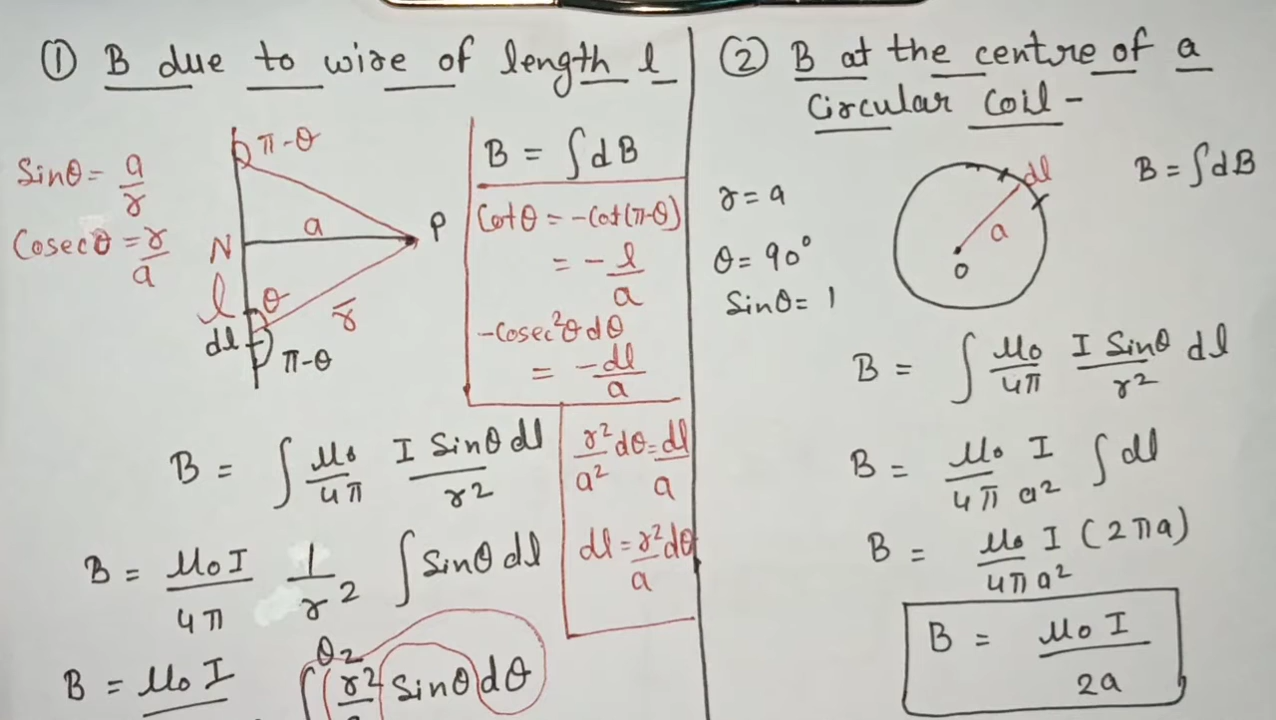 ① B due to wire of length l
Sinθ = a/r
Cosecθ = r/a
π-θ
a
P
N
l
θ
r
dl
π-θ
B = ∫dB
Cotθ = -Cot(π-θ)
= - l/a
-Cosec²θ dθ
= -dl/a
B = ∫ μ₀/4π I Sinθ dl/r²
r²/a² dθ = dl/a
B = μ₀I/4π 1/r² ∫ Sinθ dl
dl = r²dθ/a
θ₂
B = μ₀ I ∫ r² Sinθ dθ
② B at the centre of a
Circular Coil -
r = a
dl
B = ∫dB
a
θ = 90°
O
Sinθ = 1
B = ∫ μ₀/4π I Sinθ dl/r²
B = μ₀/4π I/a² ∫ dl
B = μ₀/4π I/a² (2πa)
B = μ₀ I/2a